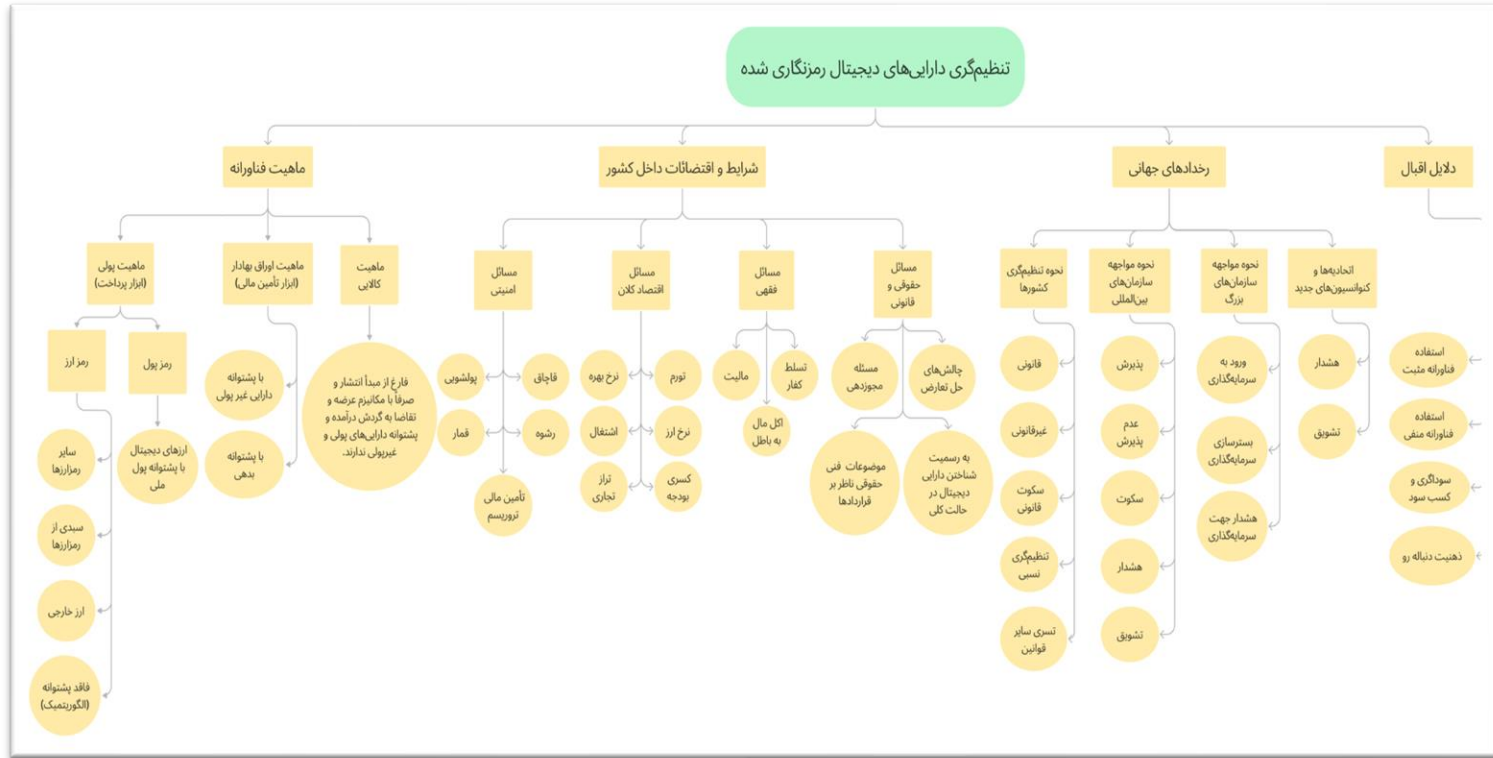 تنظیم‌گری دارایی‌های دیجیتال رمزنگاری شده
دلایل اقبال
رخدادهای جهانی
شرایط و اقتضائات داخل کشور
ماهیت فناورانه
استفاده
فناورانه مثبت
استفاده
فناورانه منفی
سوداگری و
کسب سود
ذهنیت دنباله رو
اتحادیه‌ها و
کنوانسیون‌های جدید
هشدار
تشویق
نحوه مواجهه
سازمان‌های
بزرگ
ورود به
سرمایه‌گذاری
بسترسازی
سرمایه‌گذاری
هشدار جهت
سرمایه‌گذاری
نحوه مواجهه
سازمان‌های
بین‌المللی
پذیرش
عدم
پذیرش
سکوت
هشدار
تشویق
نحوه تنظیم‌گری
کشورها
قانونی
غیرقانونی
سکوت
قانونی
تنظیم‌گری
نسبی
تسری سایر
قوانین
مسائل
حقوقی و
قانونی
چالش‌های
حل تعارض
مسئله
مجوزدهی
به رسمیت
شناختن دارایی
دیجیتال در
حالت کلی
موضوعات فنی
حقوقی ناظر بر
قراردادها
مسائل
فقهی
تسلط
کفار
مالیت
اکل مال
به باطل
مسائل
اقتصاد کلان
تورم
نرخ بهره
نرخ ارز
اشتغال
کسری
بودجه
تراز
تجاری
مسائل
امنیتی
قاچاق
پولشویی
رشوه
قمار
تأمین مالی
تروریسم
ماهیت
کالایی
فارغ از مبدأ انتشار و
صرفاً با مکانیزم عرضه و
تقاضا به گردش درآمده و
پشتوانه دارایی‌های پولی و
غیرپولی ندارند.
ماهیت اوراق بهادار
(ابزار تأمین مالی)
با پشتوانه
دارایی غیر پولی
با پشتوانه
بدهی
ماهیت پولی
(ابزار پرداخت)
رمز پول
ارزهای دیجیتال
با پشتوانه پول
ملی
رمز ارز
سایر
رمزارزها
سبدی از
رمزارزها
ارز خارجی
فاقد پشتوانه
(الگوریتمیک)